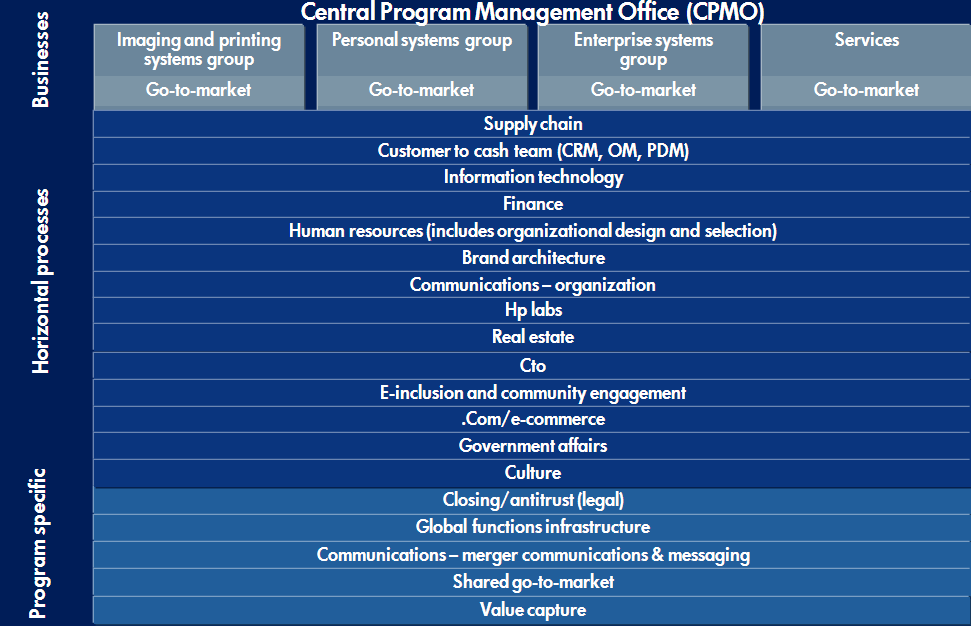 Central Program Management Office (CPMO)
Businesses
Imaging and printing
systems group
Go-to-market
Personal systems group
Go-to-market
Enterprise systems
group
Go-to-market
Services
Go-to-market
Horizontal processes
Supply chain
Customer to cash team (CRM, OM, PDM)
Information technology
Finance
Human resources (includes organizational design and selection)
Brand architecture
Communications – organization
Hp labs
Real estate
Cto
E-inclusion and community engagement
.Com/e-commerce
Government affairs
Culture
Program specific
Closing/antitrust (legal)
Global functions infrastructure
Communications – merger communications & messaging
Shared go-to-market
Value capture